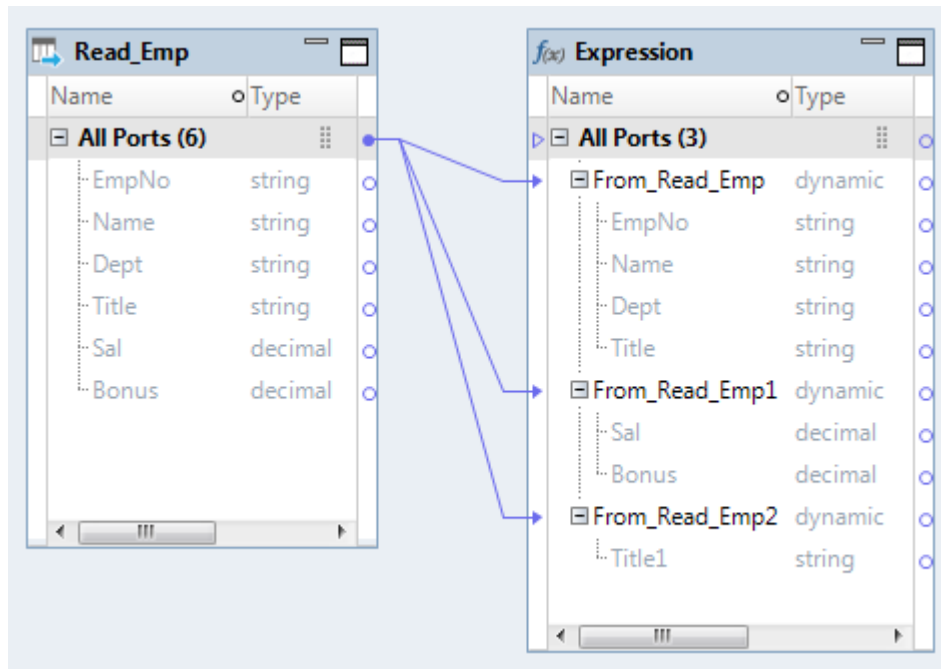 Read_Emp
Name Type
All Ports (6)
EmpNo string
Name string
Dept string
Title string
Sal decimal
Bonus decimal
f(x) Expression
Name Type
All Ports (3)
From_Read_Emp dynamic
EmpNo string
Name string
Dept string
Title string
From_Read_Emp1 dynamic
Sal decimal
Bonus decimal
From_Read_Emp2 dynamic
Title1 string